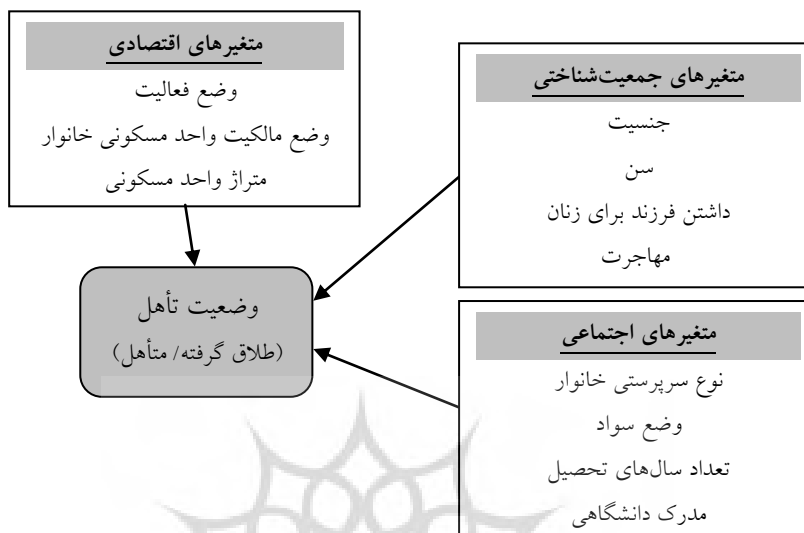 متغیرهای اقتصادی
وضع فعالیت
وضع مالکیت واحد مسکونی خانوار
متراژ واحد مسکونی
متغیرهای جمعیت‌شناختی
جنسیت
سن
داشتن فرزند برای زنان
مهاجرت
وضعیت تأهل
(طلاق گرفته/ متأهل)
متغیرهای اجتماعی
نوع سرپرستی خانوار
وضع سواد
تعداد سال‌های تحصیل
مدرک دانشگاهی